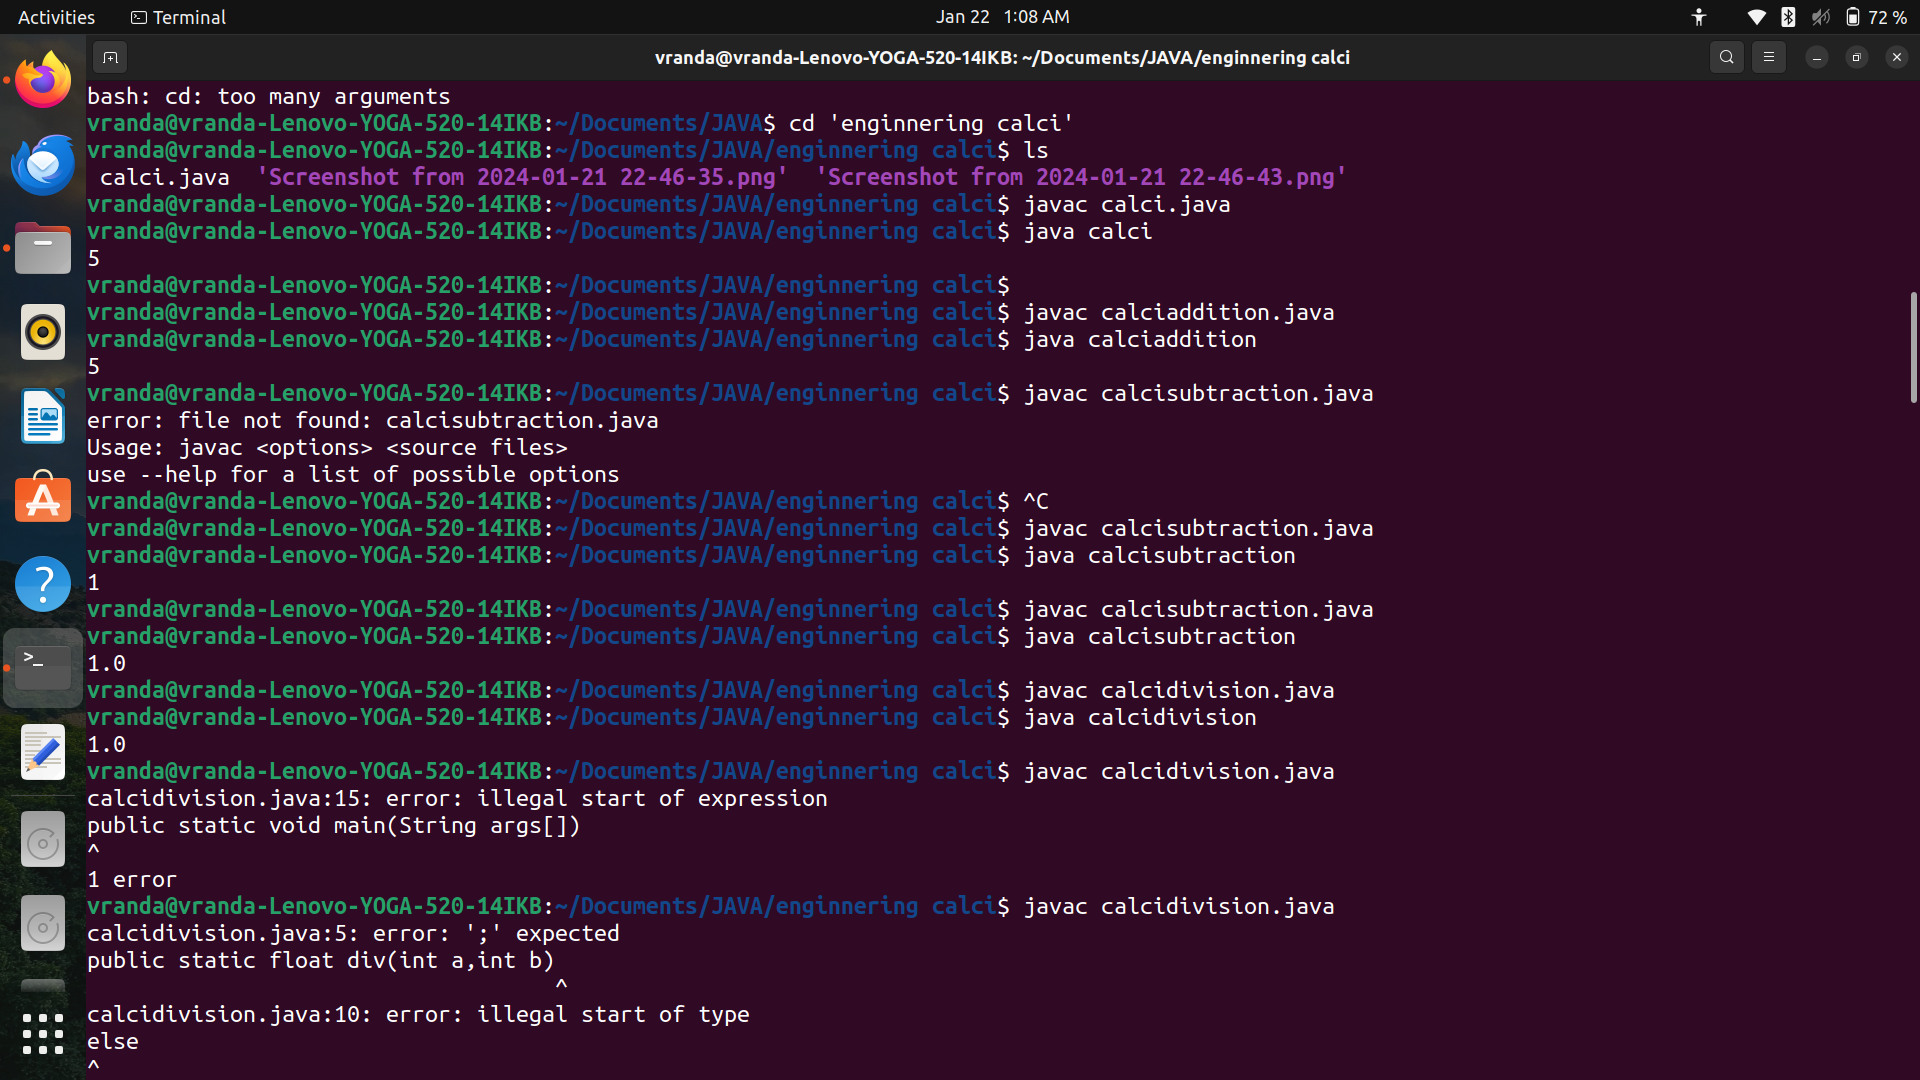 Activities Terminal Jan 22 1:08 AM 72 %
vranda@vranda-Lenovo-YOGA-520-14IKB: ~/Documents/JAVA/enginnering calci
bash: cd: too many arguments
vranda@vranda-Lenovo-YOGA-520-14IKB:~/Documents/JAVA$ cd 'enginnering calci'
vranda@vranda-Lenovo-YOGA-520-14IKB:~/Documents/JAVA/enginnering calci$ ls
calci.java 'Screenshot from 2024-01-21 22-46-35.png' 'Screenshot from 2024-01-21 22-46-43.png'
vranda@vranda-Lenovo-YOGA-520-14IKB:~/Documents/JAVA/enginnering calci$ javac calci.java
vranda@vranda-Lenovo-YOGA-520-14IKB:~/Documents/JAVA/enginnering calci$ java calci
5
vranda@vranda-Lenovo-YOGA-520-14IKB:~/Documents/JAVA/enginnering calci$
vranda@vranda-Lenovo-YOGA-520-14IKB:~/Documents/JAVA/enginnering calci$ javac calciaddition.java
vranda@vranda-Lenovo-YOGA-520-14IKB:~/Documents/JAVA/enginnering calci$ java calciaddition
5
vranda@vranda-Lenovo-YOGA-520-14IKB:~/Documents/JAVA/enginnering calci$ javac calcisubtraction.java
error: file not found: calcisubtraction.java
Usage: javac <options> <source files>
use --help for a list of possible options
vranda@vranda-Lenovo-YOGA-520-14IKB:~/Documents/JAVA/enginnering calci$ ^C
vranda@vranda-Lenovo-YOGA-520-14IKB:~/Documents/JAVA/enginnering calci$ javac calcisubtraction.java
vranda@vranda-Lenovo-YOGA-520-14IKB:~/Documents/JAVA/enginnering calci$ java calcisubtraction
1
vranda@vranda-Lenovo-YOGA-520-14IKB:~/Documents/JAVA/enginnering calci$ javac calcisubtraction.java
vranda@vranda-Lenovo-YOGA-520-14IKB:~/Documents/JAVA/enginnering calci$ java calcisubtraction
1.0
vranda@vranda-Lenovo-YOGA-520-14IKB:~/Documents/JAVA/enginnering calci$ javac calcidivision.java
vranda@vranda-Lenovo-YOGA-520-14IKB:~/Documents/JAVA/enginnering calci$ java calcidivision
1.0
vranda@vranda-Lenovo-YOGA-520-14IKB:~/Documents/JAVA/enginnering calci$ javac calcidivision.java
calcidivision.java:15: error: illegal start of expression
public static void main(String args[])
^
1 error
vranda@vranda-Lenovo-YOGA-520-14IKB:~/Documents/JAVA/enginnering calci$ javac calcidivision.java
calcidivision.java:5: error: ';' expected
public static float div(int a,int b)
^
calcidivision.java:10: error: illegal start of type
else
^